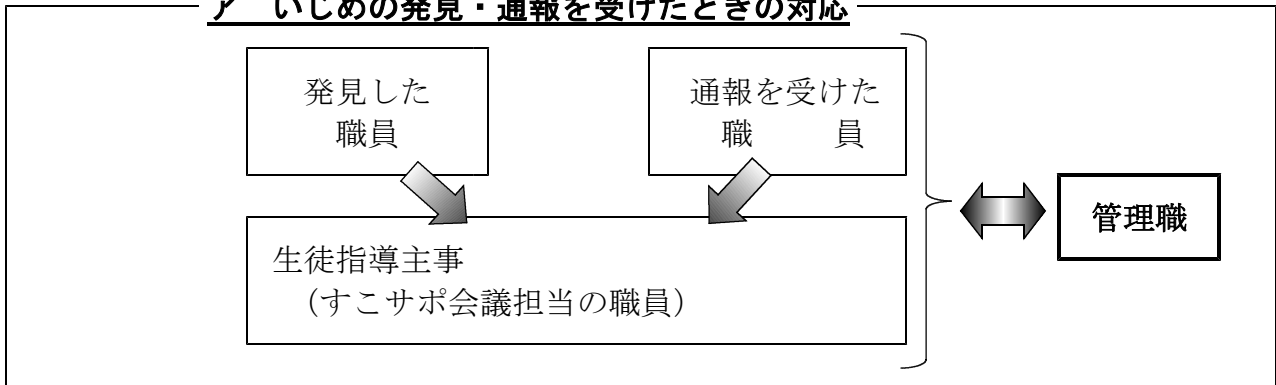 ア　いじめの発見・通報を受けたときの対応
発見した
職員
通報を受けた
職　　員
生徒指導主事
（すこサポ会議担当の職員）
管理職